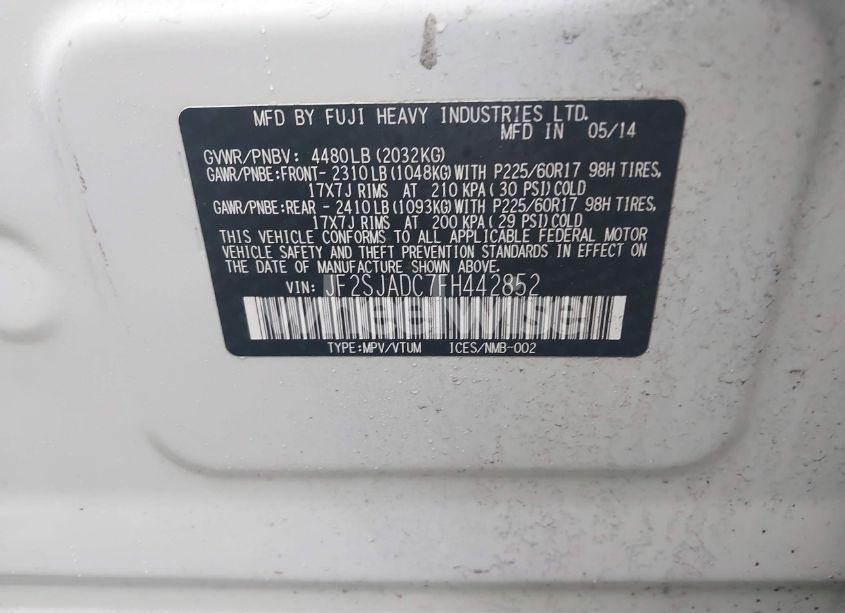 MFD BY FUJI HEAVY INDUSTRIES LTD.
MFD IN 05/14
GVWR/PNBV: 4480LB(2032KG)
GAWR/PNBE:FRONT- 2310LB(1048KG)WITH P225/60R17 98H TIRES,
17X7J RIMS AT 210 KPA( 30 PSI)COLD
GAWR/PNBE:REAR - 2410LB(1093KG)WITH P225/60R17 98H TIRES,
17X7J RIMS AT 200 KPA( 29 PSI)COLD
THIS VEHICLE CONFORMS TO ALL APPLICABLE FEDERAL MOTOR
VEHICLE SAFETY AND THEFT PREVENTION STANDARDS IN EFFECT ON
THE DATE OF MANUFACTURE SHOWN ABOVE.
VIN: JF2SJADC7FH442852
TYPE:MPV/VTUM ICES/NMB-002